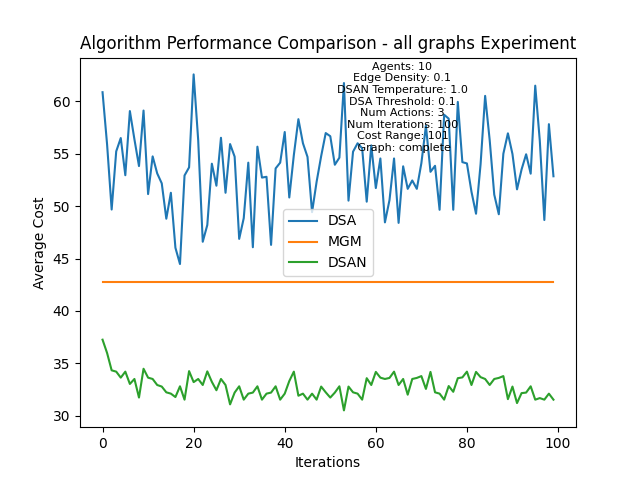 Algorithm Performance Comparison - all graphs Experiment
Agents: 10
Edge Density: 0.1
DSAN Temperature: 1.0
DSA Threshold: 0.1
Num Actions: 3
Num Iterations: 100
Cost Range: 101
Graph: complete
DSA
MGM
DSAN
Average Cost
60
55
50
45
40
35
30
0
20
40
60
80
100
Iterations